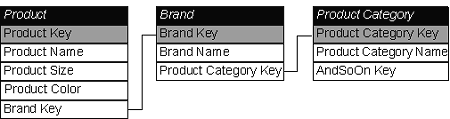 Product
Product Key
Product Name
Product Size
Product Color
Brand Key
Brand
Brand Key
Brand Name
Product Category Key
Product Category
Product Category Key
Product Category Name
AndSoOn Key